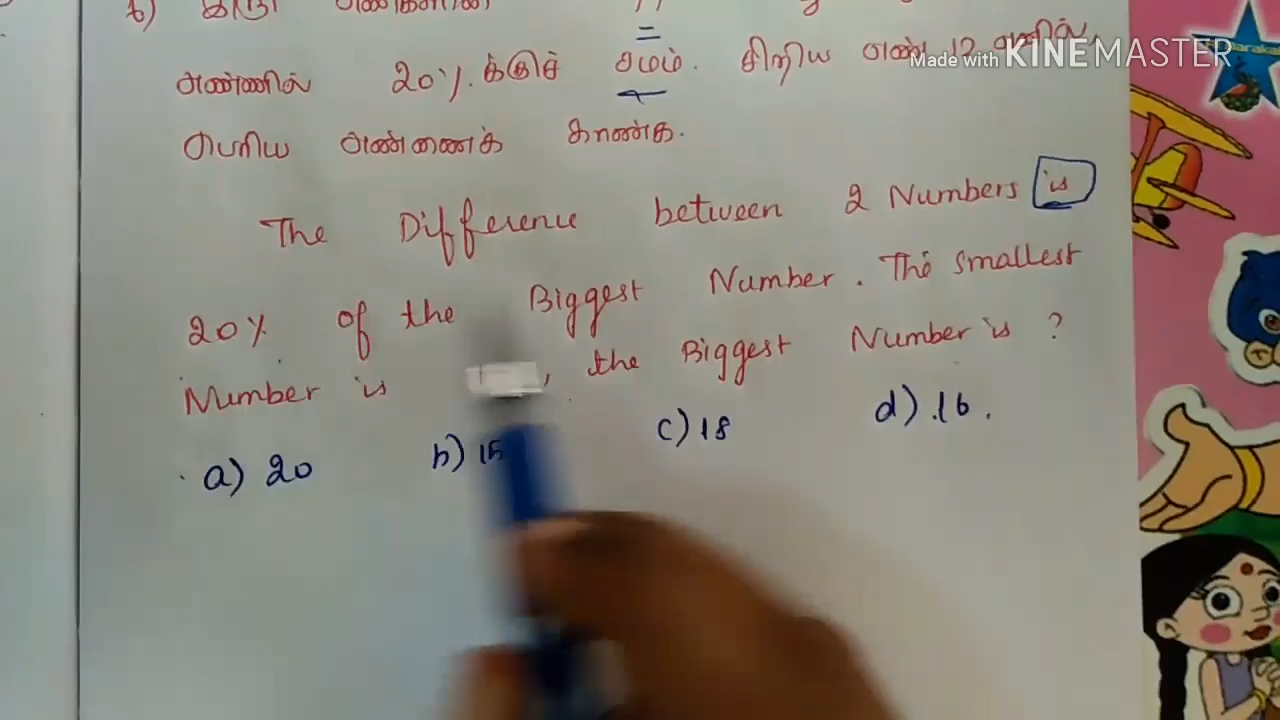 Made with KINEMASTER
எண்ணில் 20%.க்குச் சமம். சிறிய எண் 12 எனில்,
பெரிய எண்ணைக் காண்க.
The Difference between 2 Numbers is
20% of the Biggest Number. The Smallest
Number is , the Biggest Number is ?
a) 20 b) 15 c) 18 d) 16.